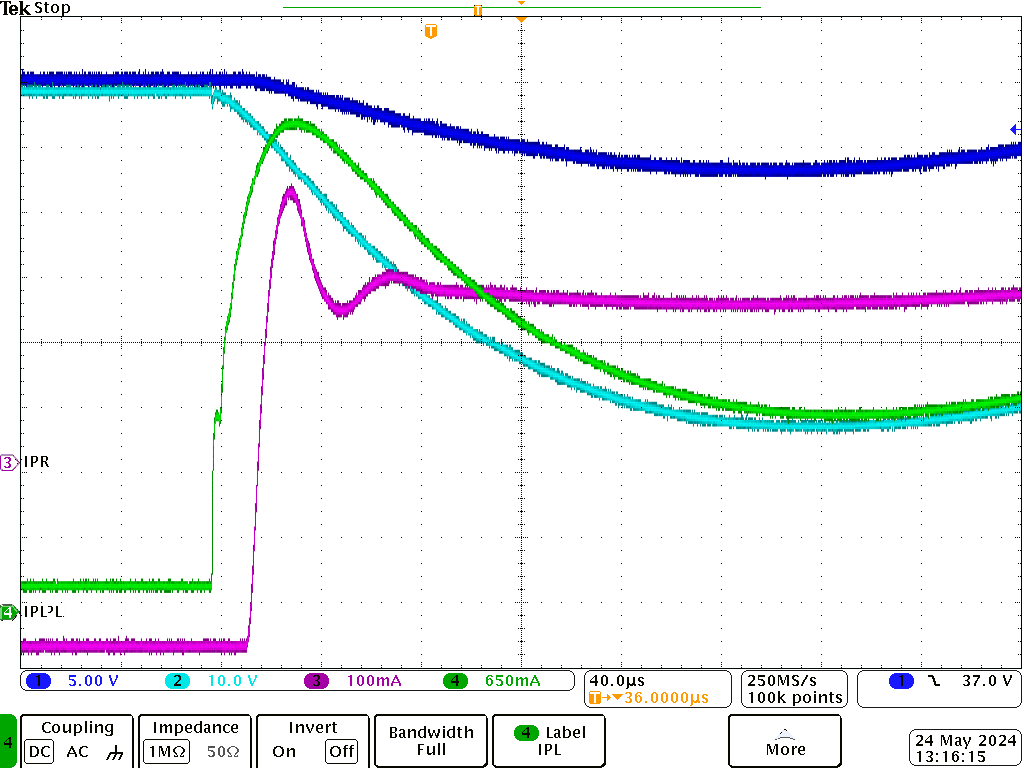 Tek Stop
T
T
3 IPR
4 IPL²L
1 5.00 V 2 10.0 V 3 100mA 4 650mA
40.0µs
T→▼36.0000µs
250MS/s
100k points
1 37.0 V
4
Coupling
DC AC
Impedance
1MΩ 50Ω
Invert
On Off
Bandwidth
Full
4 Label
IPL
More
24 May 2024
13:16:15